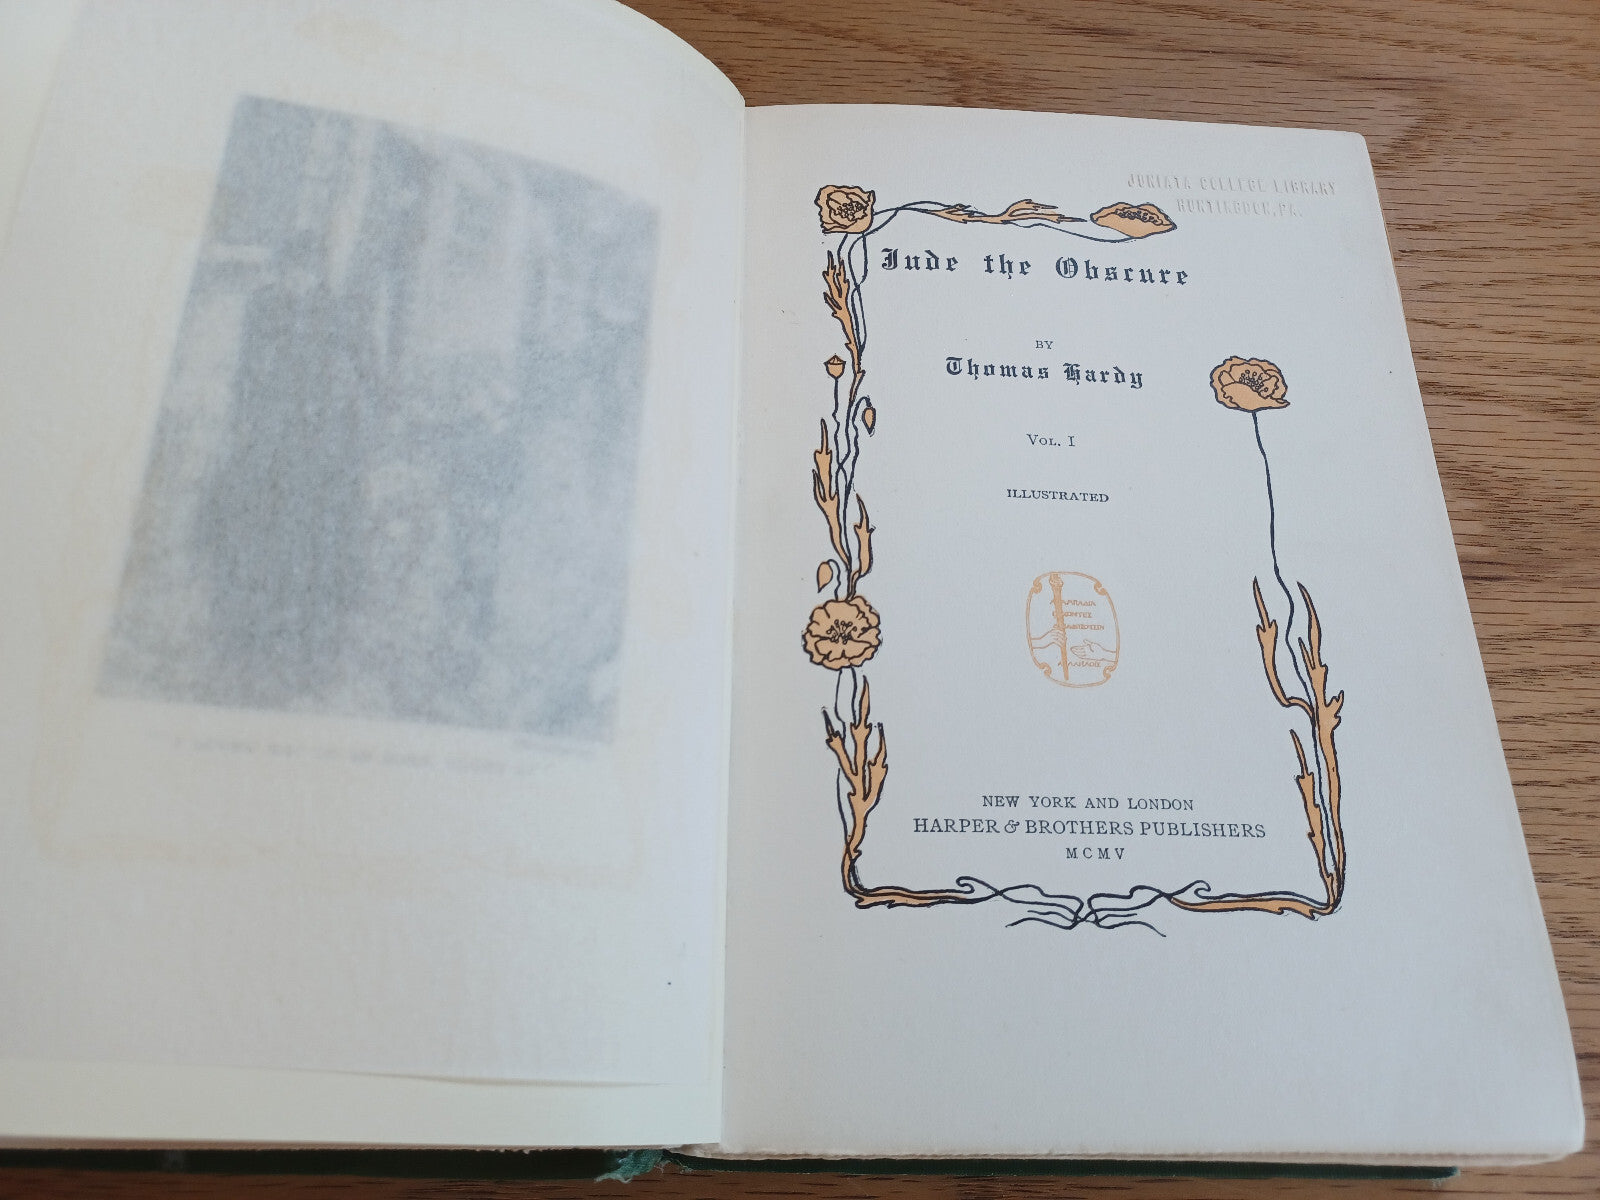 JUNIATA COLLEGE LIBRARY
HUNTINGDON, PA.
Jude the Obscure
BY
Thomas Hardy
VOL. I
ILLUSTRATED
NEW YORK AND LONDON
HARPER & BROTHERS PUBLISHERS
MCMV